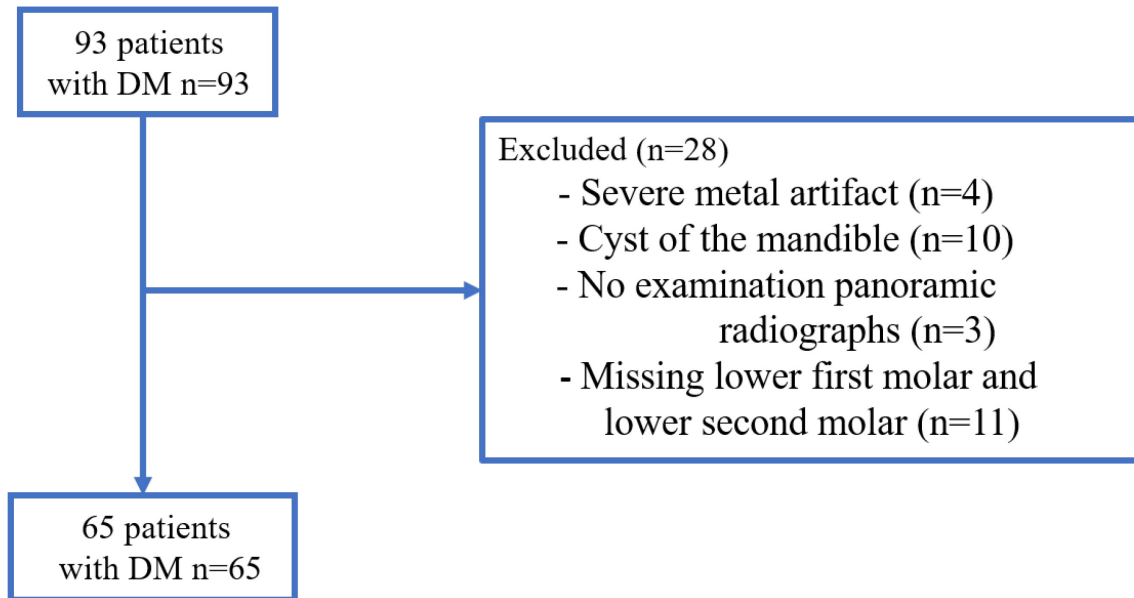 93 patients
with DM n=93
Excluded (n=28)
- Severe metal artifact (n=4)
- Cyst of the mandible (n=10)
- No examination panoramic
radiographs (n=3)
- Missing lower first molar and
lower second molar (n=11)
65 patients
with DM n=65